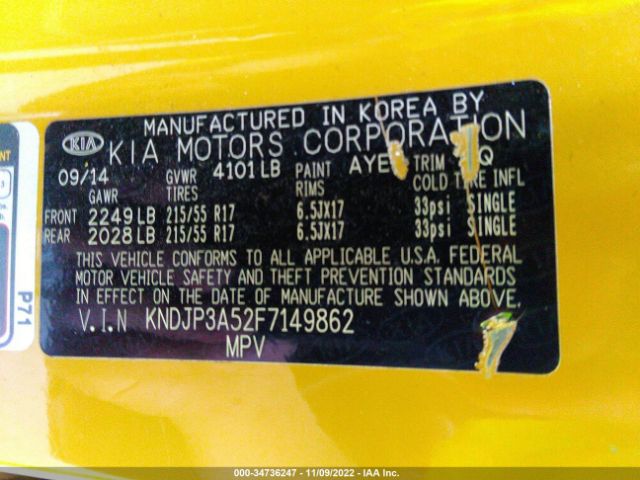 MANUFACTURED IN KOREA BY
KIA KIA MOTORS CORPORATION
09/14 GVWR 4101 LB PAINT TRIM
GAWR TIRES RIMS COLD TIRE INFL
FRONT 2249 LB 215/55 R17 6.5JX17 33psi SINGLE
REAR 2028 LB 215/55 R17 6.5JX17 33psi SINGLE
THIS VEHICLE CONFORMS TO ALL APPLICABLE U.S.A. FEDERAL
MOTOR VEHICLE SAFETY AND THEFT PREVENTION STANDARDS
IN EFFECT ON THE DATE OF MANUFACTURE SHOWN ABOVE.
V.I.N KNDJP3A52F7149862
MPV
P71
000-34736247 - 11/09/2022 - IAA Inc.